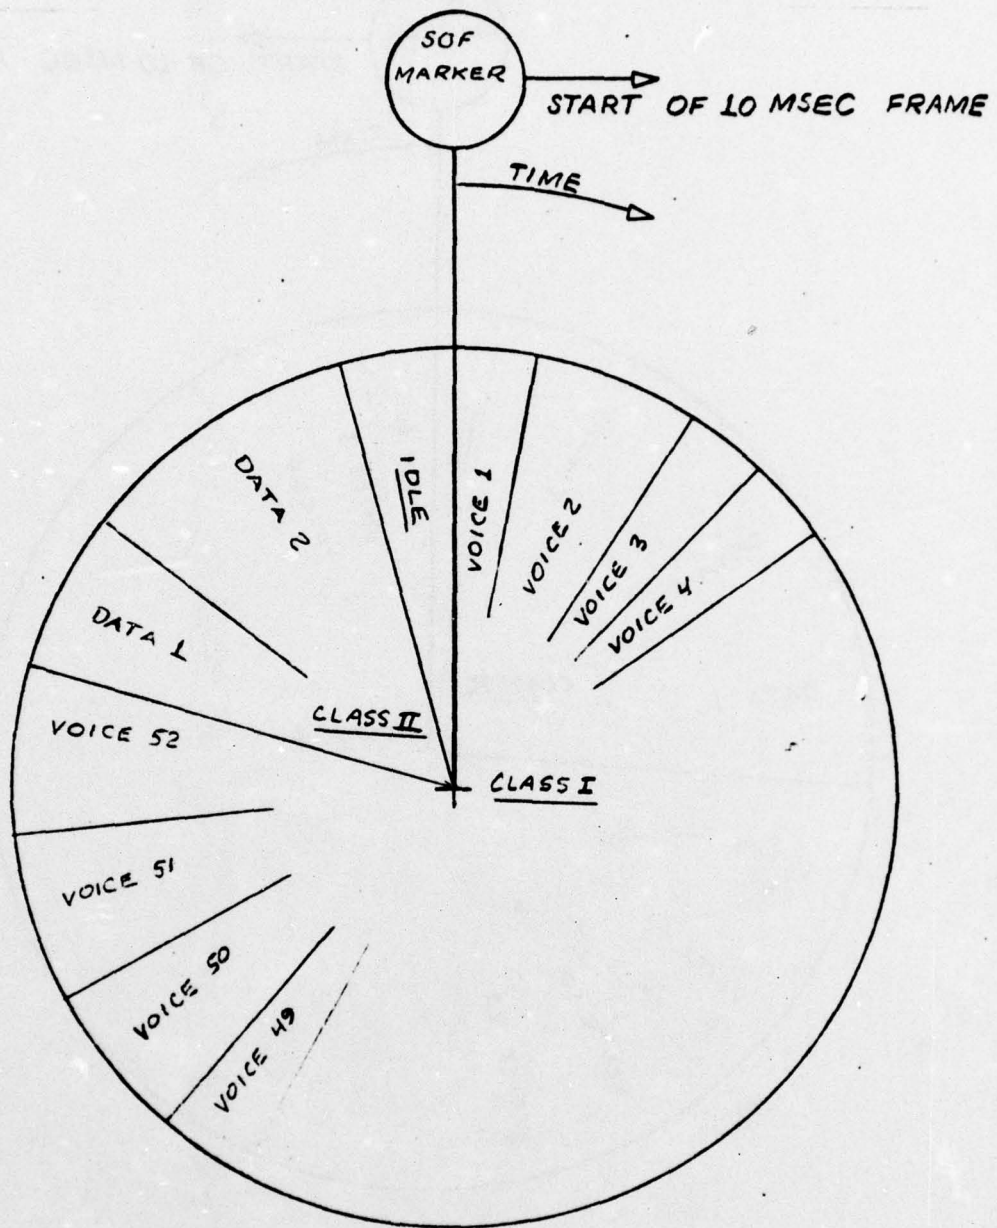 SOF
MARKER
START OF 10 MSEC FRAME
TIME
IDLE
VOICE 1
VOICE 2
VOICE 3
VOICE 4
DATA 2
DATA 1
CLASS II
CLASS I
VOICE 52
VOICE 51
VOICE 50
VOICE 49